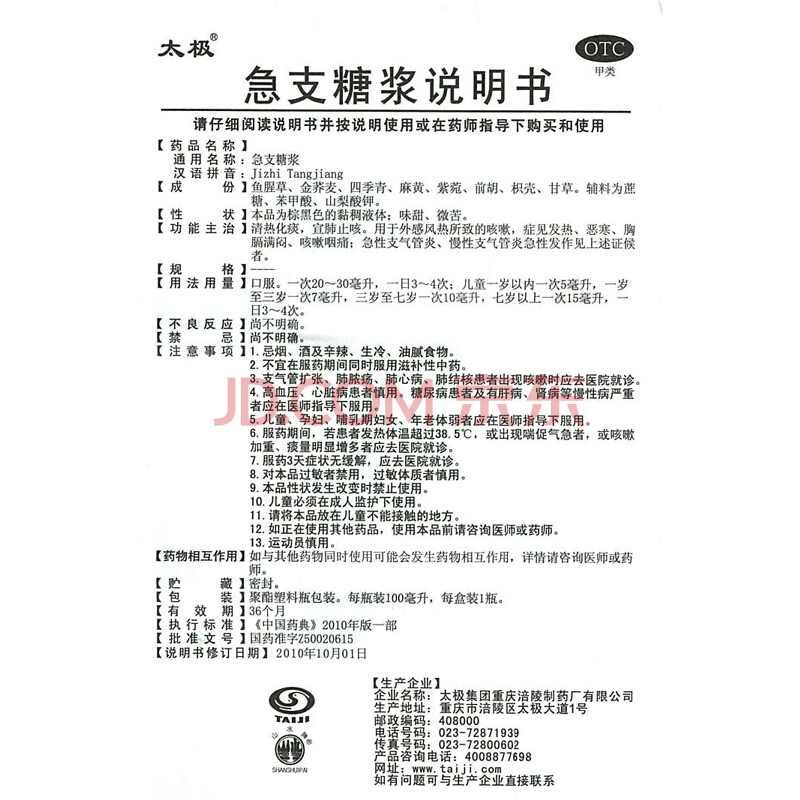 太极®
OTC
甲类
急支糖浆说明书
请仔细阅读说明书并按说明使用或在药师指导下购买和使用
【药品名称】
通用名称：急支糖浆
汉语拼音：Jizhi Tangjiang
【成 份】鱼腥草、金荞麦、四季青、麻黄、紫菀、前胡、枳壳、甘草。辅料为蔗
糖、苯甲酸、山梨酸钾。
【性 状】本品为棕黑色的黏稠液体；味甜、微苦。
【功能主治】清热化痰，宣肺止咳。用于外感风热所致的咳嗽，症见发热、恶寒、胸
膈满闷、咳嗽咽痛；急性支气管炎、慢性支气管炎急性发作见上述证候
者。
【规 格】----
【用法用量】口服。一次20～30毫升，一日3～4次；儿童一岁以内一次5毫升，一岁
至三岁一次7毫升，三岁至七岁一次10毫升，七岁以上一次15毫升，一
日3～4次。
【不良反应】尚不明确。
【禁 忌】尚不明确。
【注意事项】1.忌烟、酒及辛辣、生冷、油腻食物。
2.不宜在服药期间同时服用滋补性中药。
3.支气管扩张、肺脓疡、肺心病、肺结核患者出现咳嗽时应去医院就诊。
4.高血压、心脏病患者慎用。糖尿病患者及有肝病、肾病等慢性病严重
者应在医师指导下服用。
5.儿童、孕妇、哺乳期妇女、年老体弱者应在医师指导下服用。
6.服药期间，若患者发热体温超过38.5℃，或出现喘促气急者，或咳嗽
加重、痰量明显增多者应去医院就诊。
7.服药3天症状无缓解，应去医院就诊。
8.对本品过敏者禁用，过敏体质者慎用。
9.本品性状发生改变时禁止使用。
10.儿童必须在成人监护下使用。
11.请将本品放在儿童不能接触的地方。
12.如正在使用其他药品，使用本品前请咨询医师或药师。
13.运动员慎用。
【药物相互作用】如与其他药物同时使用可能会发生药物相互作用，详情请咨询医师或药
师。
【贮 藏】密封。
【包 装】聚酯塑料瓶包装。每瓶装100毫升，每盒装1瓶。
【有 效 期】36个月
【执行标准】《中国药典》2010年版一部
【批准文号】国药准字Z50020615
【说明书修订日期】2010年10月01日
JD.COM 京东
TAIJI
山水牌®
SHANSHUIPAI
【生产企业】
企业名称：太极集团重庆涪陵制药厂有限公司
生产地址：重庆市涪陵区太极大道1号
邮政编码：408000
电话号码：023-72871939
传真号码：023-72800602
产品咨询电话：4008877698
网址：www.taiji.com
如有问题可与生产企业直接联系